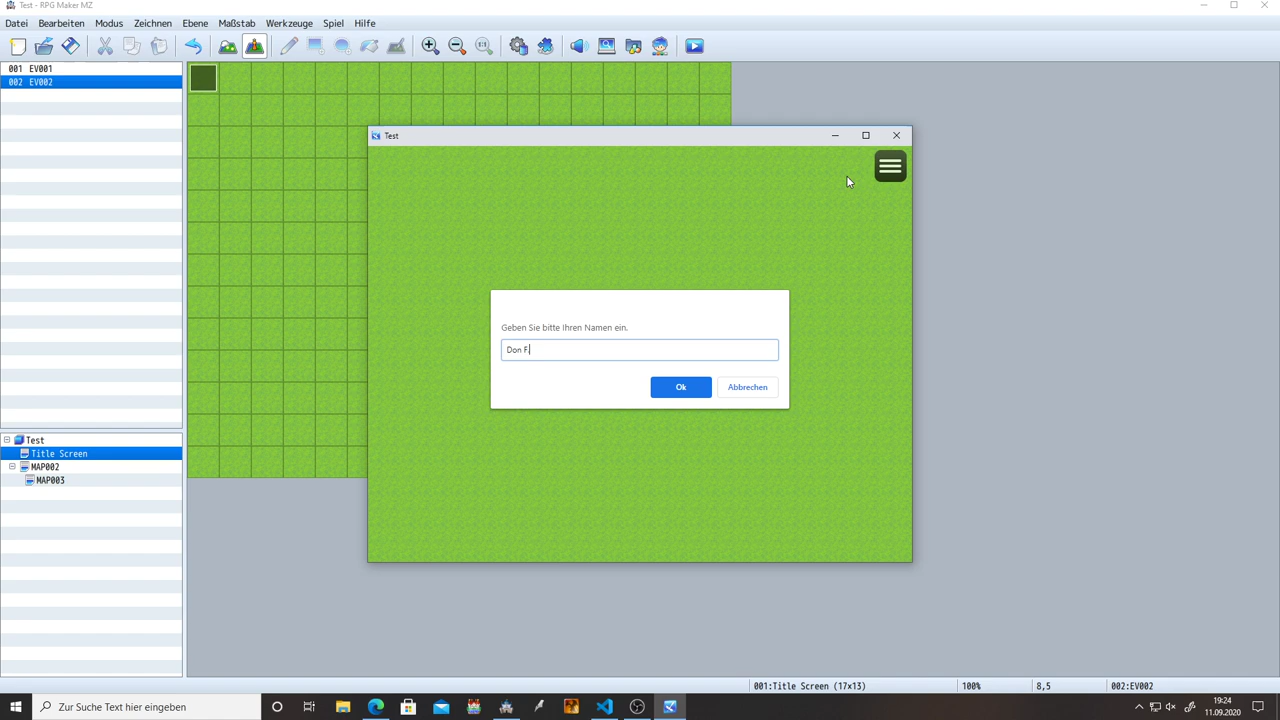 Test - RPG Maker MZ
Datei Bearbeiten Modus Zeichnen Ebene Maßstab Werkzeuge Spiel Hilfe
001 EV001
002 EV002
Test
Geben Sie bitte Ihren Namen ein.
Don F.
Ok Abbrechen
Test
Title Screen
MAP002
MAP003
001:Title Screen (17×13) 100% 8,5 002:EV002
Zur Suche Text hier eingeben
19:24
11.09.2020